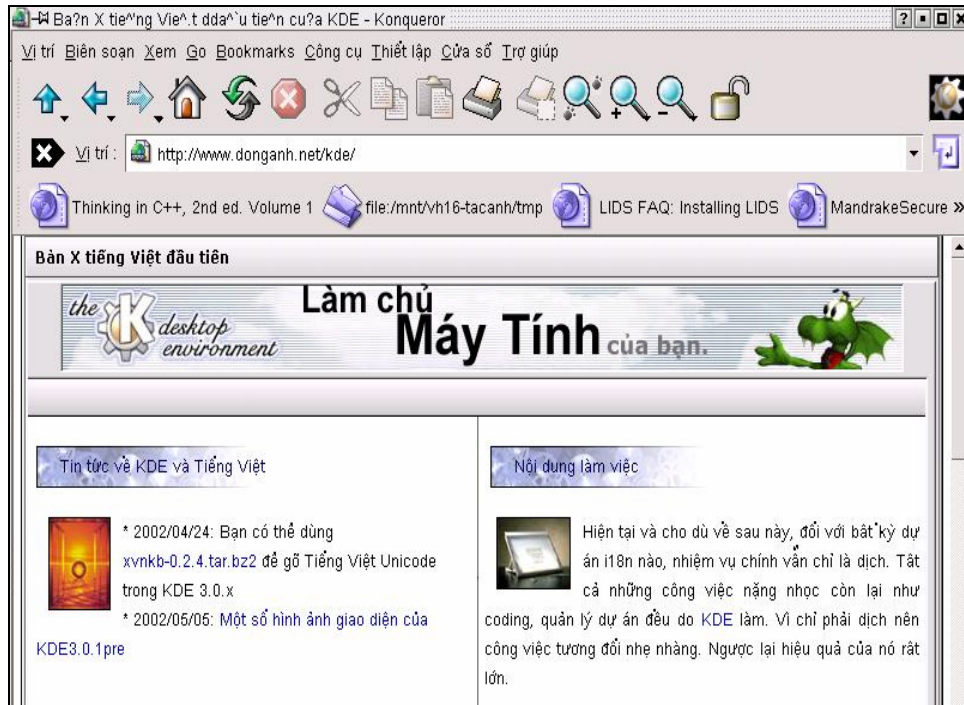 Ba?n X tie^'ng Vie^.t dda^`u tie^n cu?a KDE - Konqueror
Vị trí Biên soạn Xem Go Bookmarks Công cụ Thiết lập Cửa sổ Trợ giúp
Vị trí : http://www.donganh.net/kde/
Thinking in C++, 2nd ed. Volume 1 file:/mnt/vh16-tacanh/tmp LIDS FAQ: Installing LIDS MandrakeSecure »
Bản X tiếng Việt đầu tiên
the K desktop environment
Làm chủ
Máy Tính của bạn.
Tin tức về KDE và Tiếng Việt
* 2002/04/24: Bạn có thể dùng
xvnkb-0.2.4.tar.bz2 để gõ Tiếng Việt Unicode
trong KDE 3.0.x
* 2002/05/05: Một số hình ảnh giao diện của
KDE3.0.1pre
Nội dung làm việc
Hiện tại và cho dù về sau này, đối với bất kỳ dự
án i18n nào, nhiệm vụ chính vẫn chỉ là dịch. Tất
cả những công việc nặng nhọc còn lại như
coding, quản lý dự án đều do KDE làm. Vì chỉ phải dịch nên
công việc tương đối nhẹ nhàng. Ngược lại hiệu quả của nó rất
lớn.